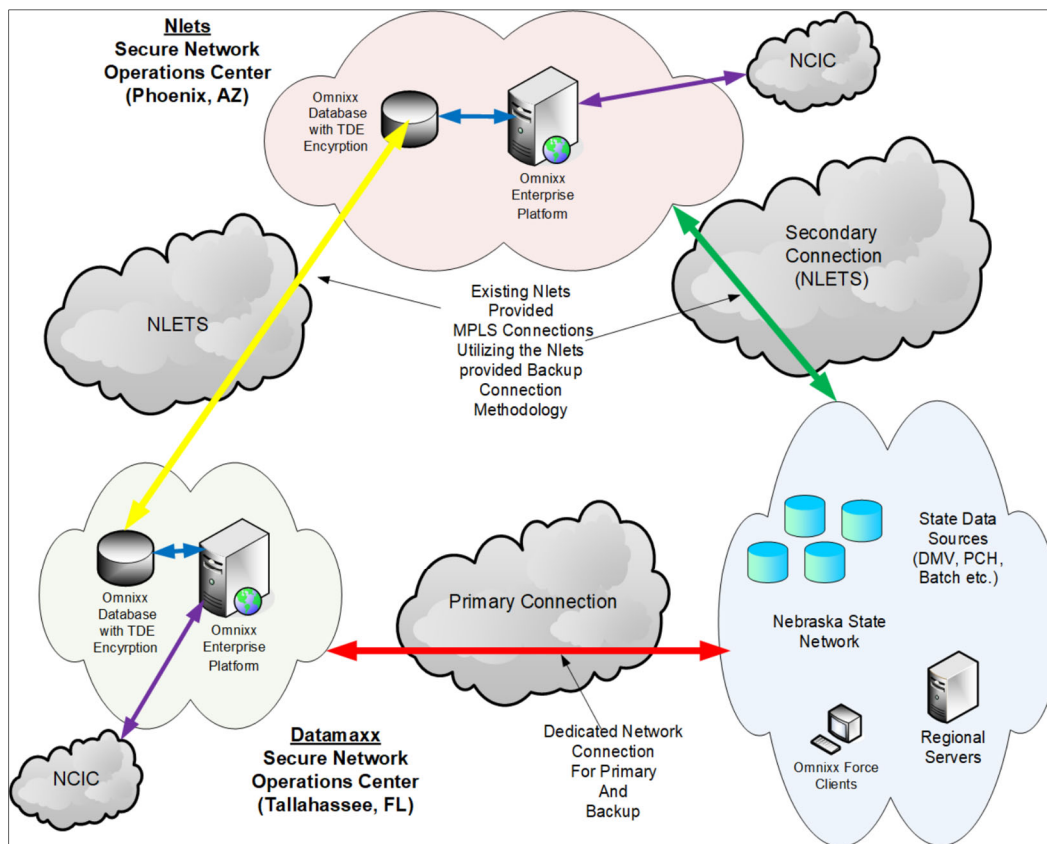 Nlets
Secure Network
Operations Center
(Phoenix, AZ)
Omnixx
Database
with TDE
Encyrption
Omnixx
Enterprise
Platform
NCIC
Secondary
Connection
(NLETS)
NLETS
Existing Nlets
Provided
MPLS Connections
Utilizing the Nlets
provided Backup
Connection
Methodology
Omnixx
Database
with TDE
Encyrption
Omnixx
Enterprise
Platform
Primary Connection
State Data
Sources
(DMV, PCH,
Batch etc.)
Nebraska State
Network
Regional
Servers
Omnixx Force
Clients
NCIC
Datamaxx
Secure Network
Operations Center
(Tallahassee, FL)
Dedicated Network
Connection
For Primary
And
Backup